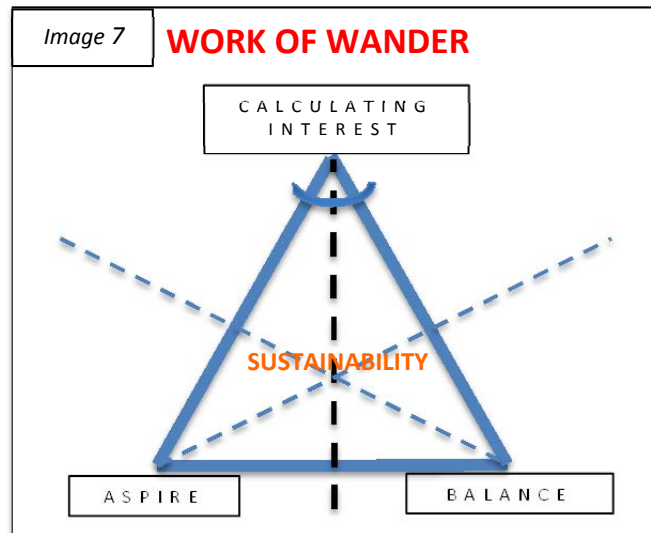 Image 7
WORK OF WANDER
CALCULATING
INTEREST
SUSTAINABILITY
ASPIRE
BALANCE